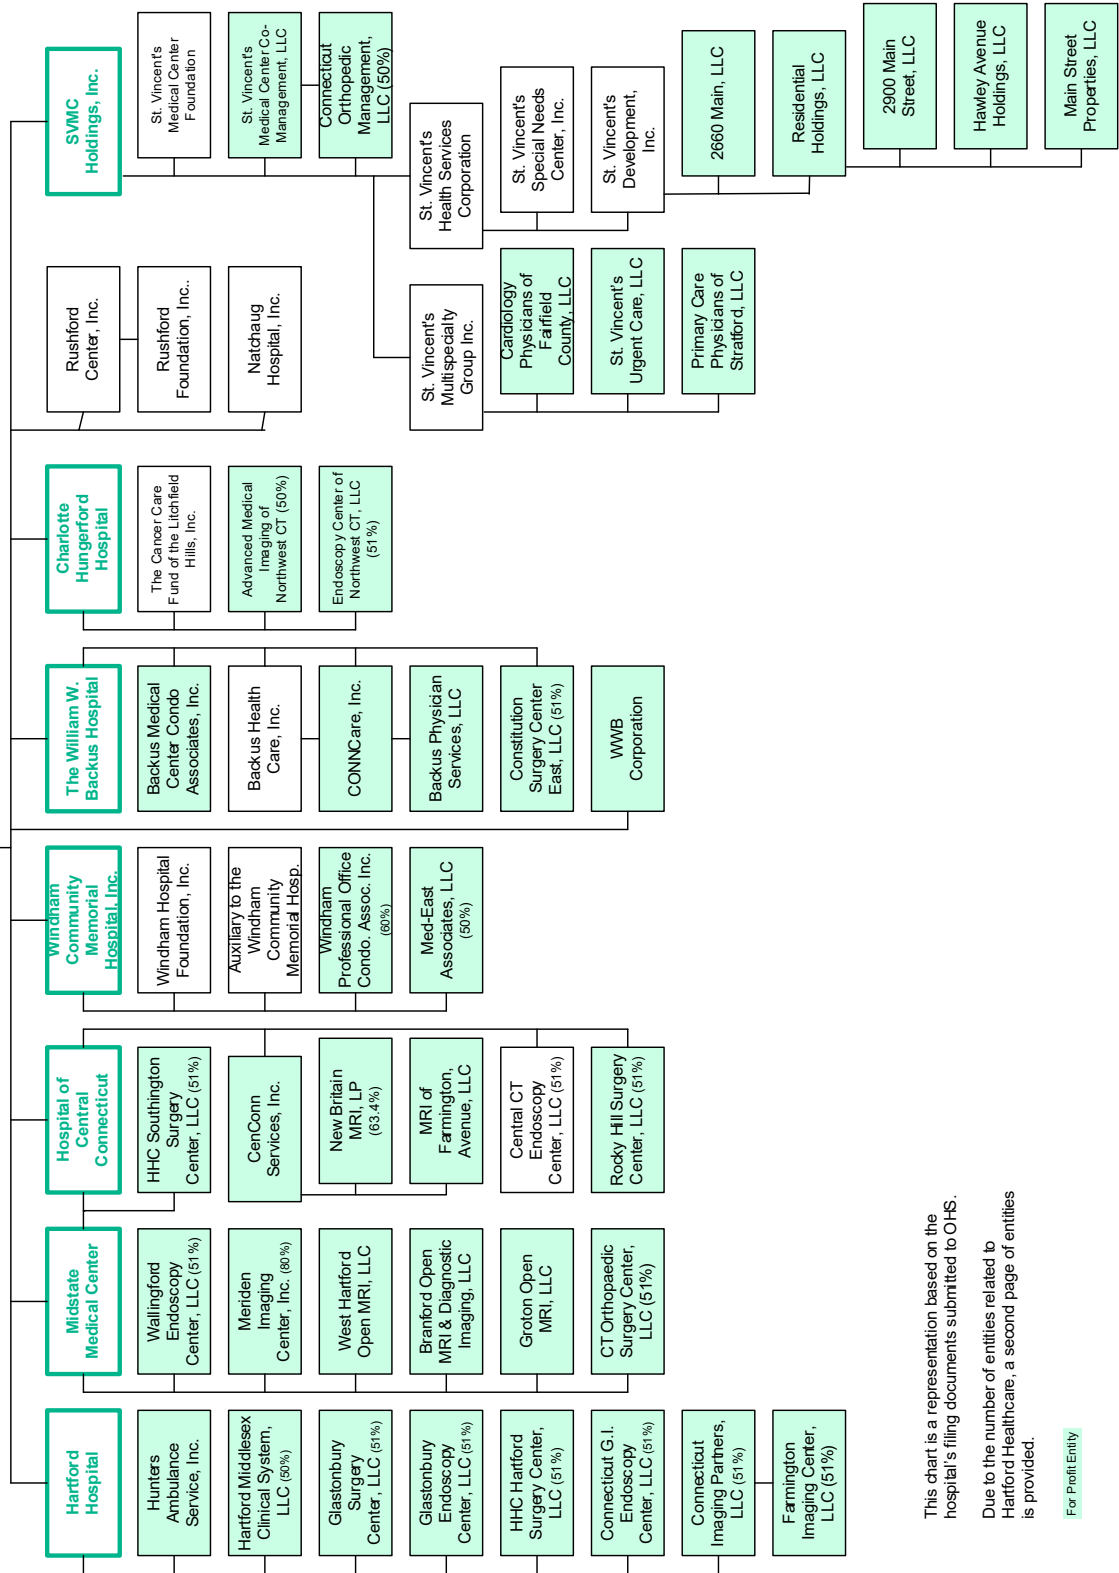 Hartford
Hospital
Hunters
Ambulance
Service, Inc.
Hartford Middlesex
Clinical System,
LLC (50%)
Glastonbury
Surgery
Center, LLC (51%)
Glastonbury
Endoscopy
Center, LLC (51%)
HHC Hartford
Surgery Center,
LLC (51%)
Connecticut G.I.
Endoscopy
Center, LLC (51%)
Connecticut
Imaging Partners,
LLC (51%)
Farmington
Imaging Center,
LLC (51%)
Midstate
Medical Center
Wallingford
Endoscopy
Center, LLC (51%)
Meriden
Imaging
Center, Inc. (80%)
West Hartford
Open MRI, LLC
Branford Open
MRI & Diagnostic
Imaging, LLC
Groton Open
MRI, LLC
CT Orthopaedic
Surgery Center,
LLC (51%)
Hospital of
Central
Connecticut
HHC Southington
Surgery
Center, LLC (51%)
CenConn
Services, Inc.
New Britain
MRI, LP
(63.4%)
MRI of
Farmington,
Avenue, LLC
Central CT
Endoscopy
Center, LLC (51%)
Rocky Hill Surgery
Center, LLC (51%)
Windham
Community
Memorial
Hospital, Inc.
Windham Hospital
Foundation, Inc.
Auxiliary to the
Windham
Community
Memorial Hosp.
Windham
Professional Office
Condo. Assoc. Inc.
(60%)
Med-East
Associates, LLC
(50%)
The William W.
Backus Hospital
Backus Medical
Center Condo
Associates, Inc.
Backus Health
Care, Inc.
CONNCare, Inc.
Backus Physician
Services, LLC
Constitution
Surgery Center
East, LLC (51%)
WWB
Corporation
Charlotte
Hungerford
Hospital
The Cancer Care
Fund of the Litchfield
Hills, Inc.
Advanced Medical
Imaging of
Northwest CT (50%)
Endoscopy Center of
Northwest CT, LLC
(51%)
Rushford
Center, Inc.
Rushford
Foundation, Inc..
Natchaug
Hospital, Inc.
SVMC
Holdings, Inc.
St. Vincent's
Medical Center
Foundation
St. Vincent's
Medical Center Co-
Management, LLC
Connecticut
Orthopedic
Management,
LLC (50%)
St. Vincent's
Multispecialty
Group Inc.
Cardiology
Physicians of
Fairfield
County, LLC
St. Vincent's
Urgent Care, LLC
Primary Care
Physicians of
Stratford, LLC
St. Vincent's
Health Services
Corporation
St. Vincent's
Special Needs
Center, Inc.
St. Vincent's
Development,
Inc.
2660 Main, LLC
Residential
Holdings, LLC
2900 Main
Street, LLC
Hawley Avenue
Holdings, LLC
Main Street
Properties, LLC
This chart is a representation based on the
hospital's filing documents submitted to OHS.
Due to the number of entities related to
Hartford Healthcare, a second page of entities
is provided.
For Profit Entity